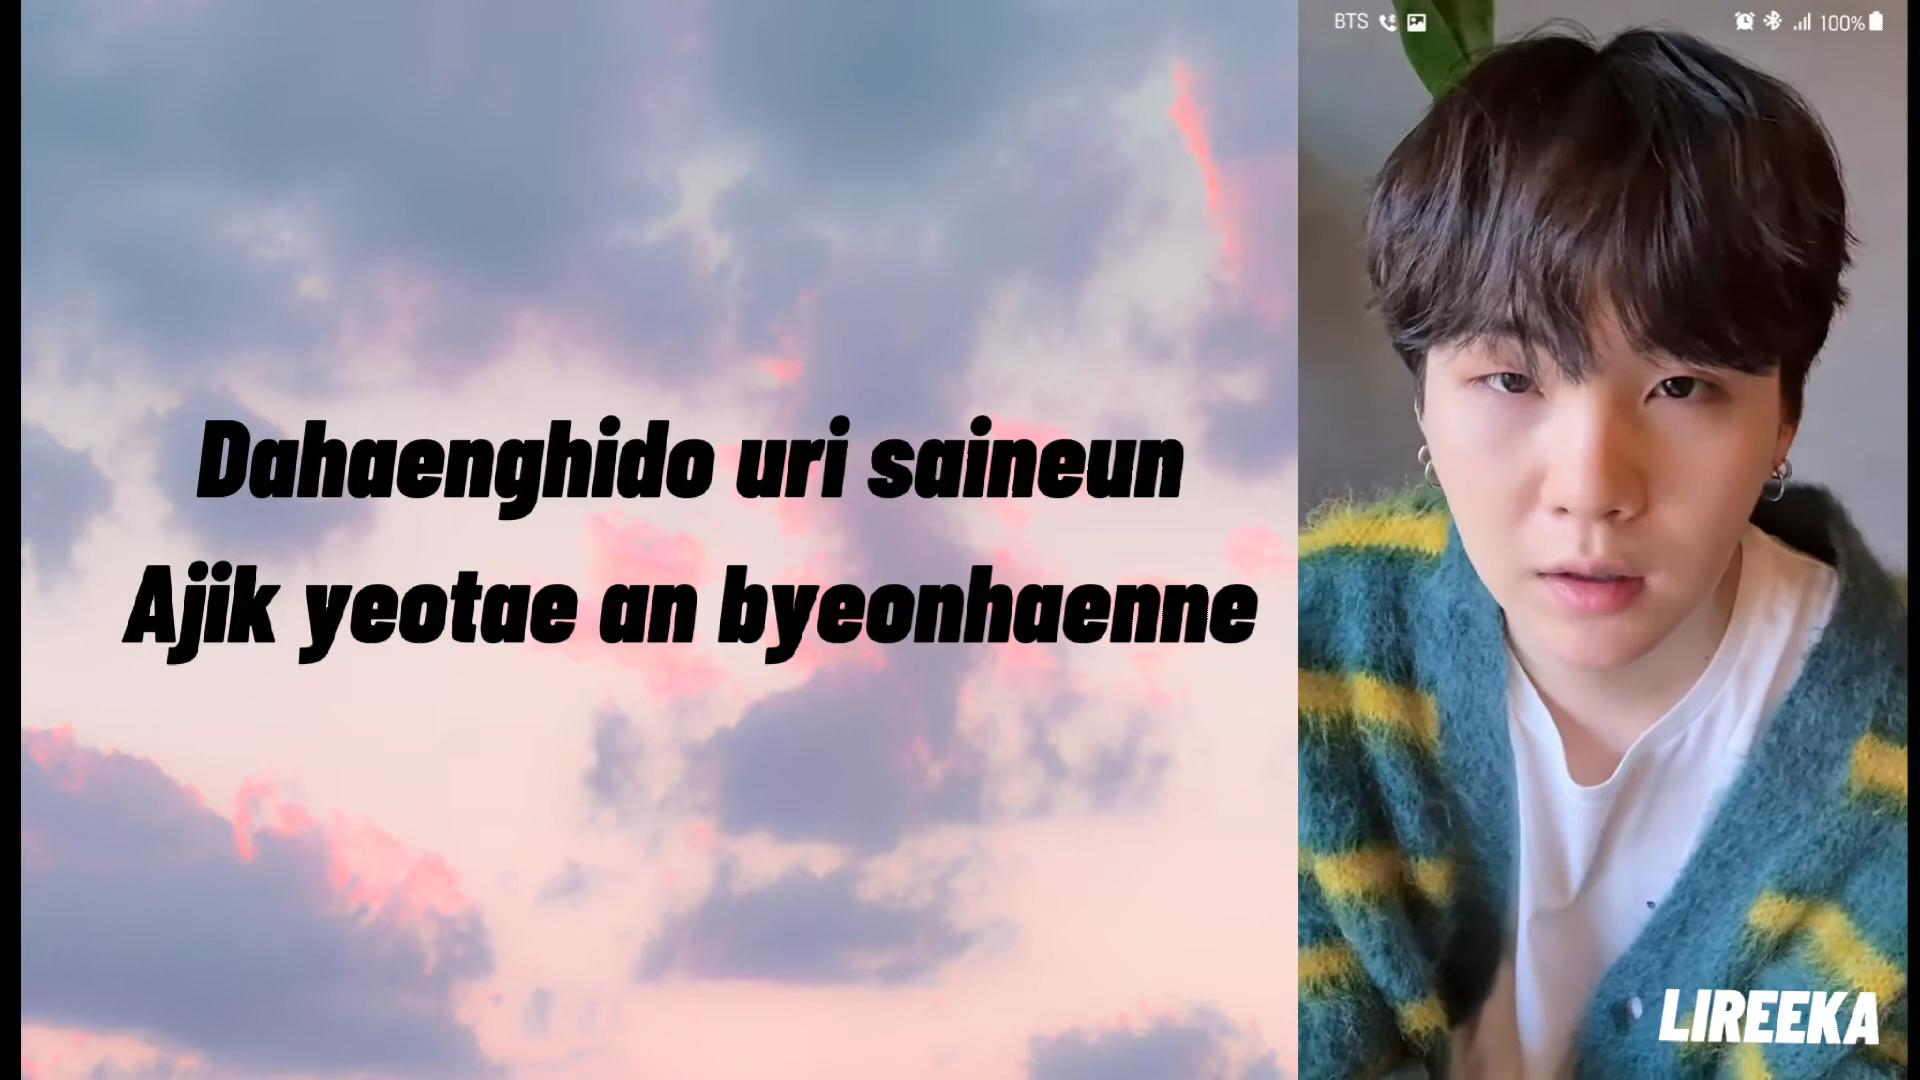 BTS 100%
Dahaenghido uri saineun
Ajik yeotae an byeonhaenne
LIREEKA